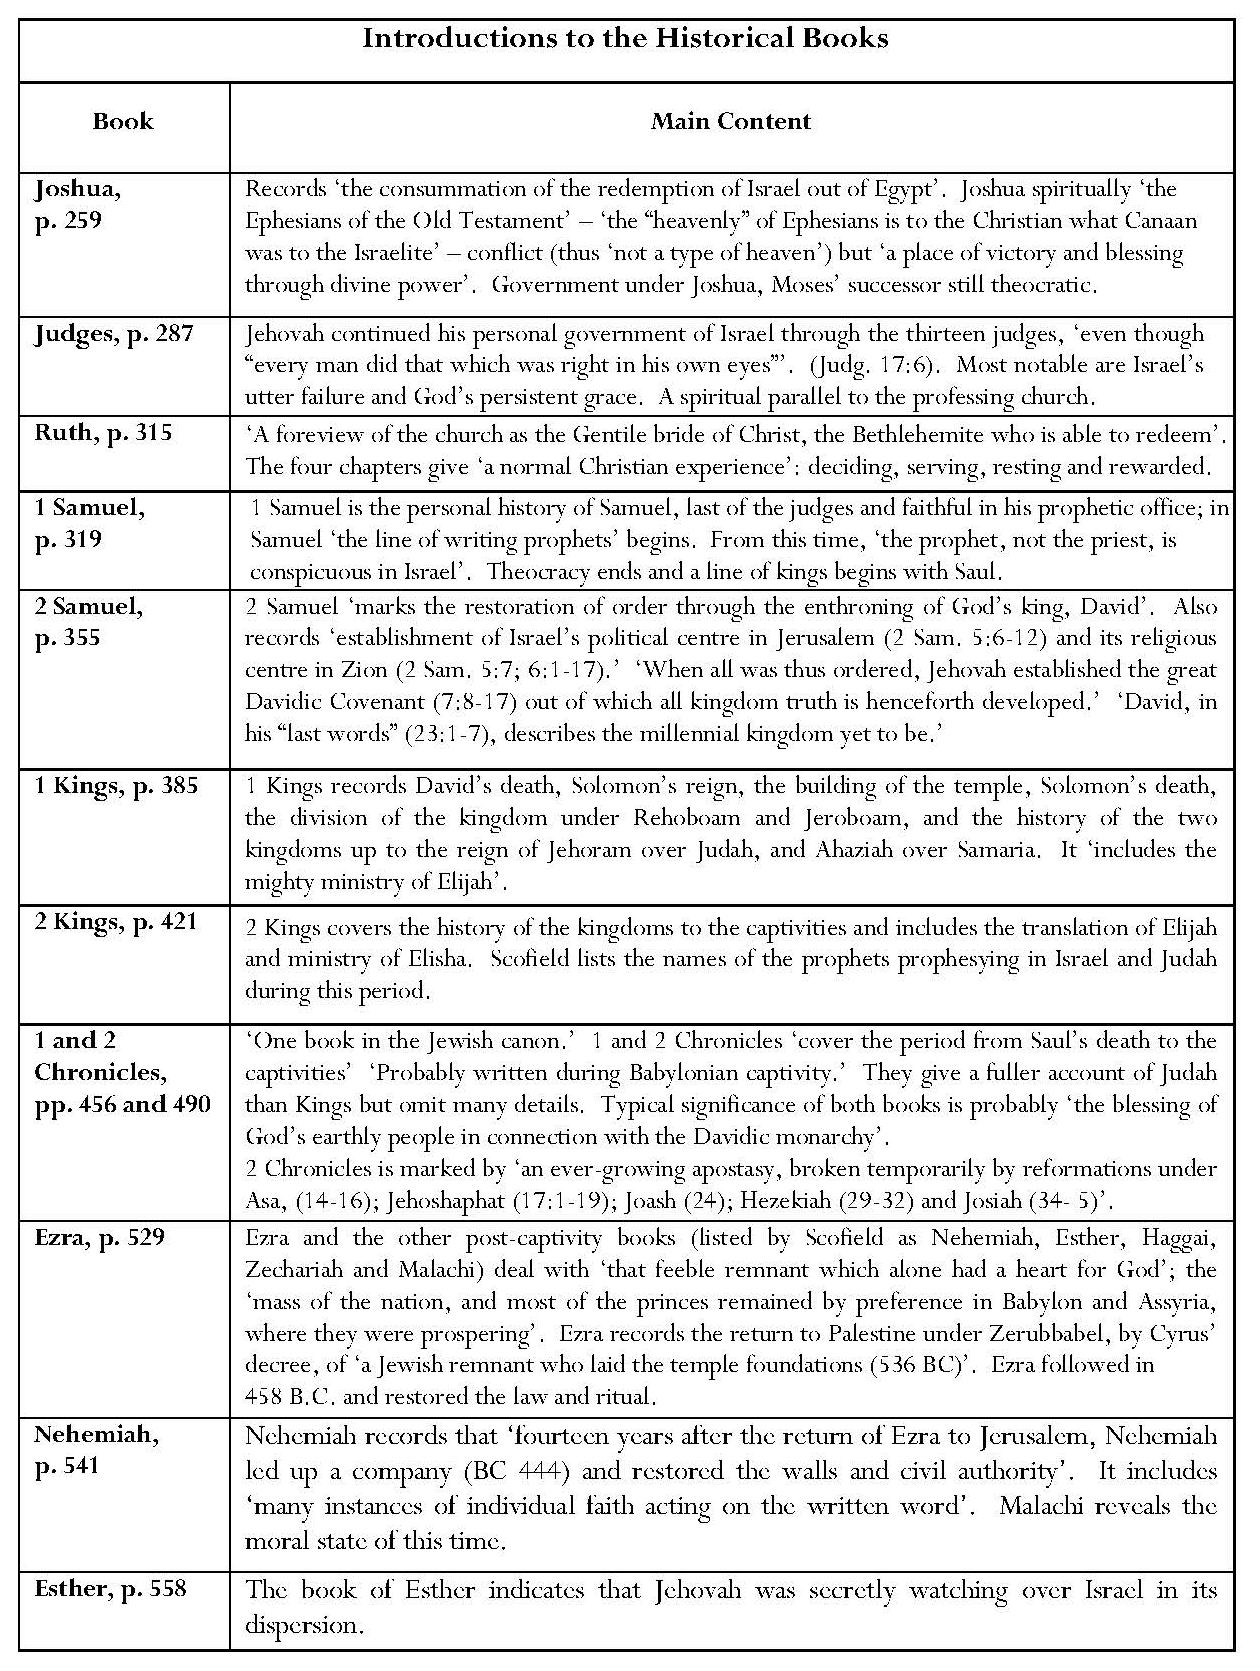 Introductions to the Historical Books
Book
Main Content
Joshua,
p. 259
Records ‘the consummation of the redemption of Israel out of Egypt’.  Joshua spiritually ‘the
Ephesians of the Old Testament’ – ‘the “heavenly” of Ephesians is to the Christian what Canaan
was to the Israelite’ – conflict (thus ‘not a type of heaven’) but ‘a place of victory and blessing
through divine power’.  Government under Joshua, Moses’ successor still theocratic.
Judges, p. 287
Jehovah continued his personal government of Israel through the thirteen judges, ‘even though
“every man did that which was right in his own eyes”’.  (Judg. 17:6).  Most notable are Israel’s
utter failure and God’s persistent grace.  A spiritual parallel to the professing church.
Ruth, p. 315
‘A foreview of the church as the Gentile bride of Christ, the Bethlehemite who is able to redeem’.
The four chapters give ‘a normal Christian experience’: deciding, serving, resting and rewarded.
1 Samuel,
p. 319
1 Samuel is the personal history of Samuel, last of the judges and faithful in his prophetic office; in
Samuel ‘the line of writing prophets’ begins.  From this time, ‘the prophet, not the priest, is
conspicuous in Israel’.  Theocracy ends and a line of kings begins with Saul.
2 Samuel,
p. 355
2 Samuel ‘marks the restoration of order through the enthroning of God’s king, David’.  Also
records ‘establishment of Israel’s political centre in Jerusalem (2 Sam. 5:6-12) and its religious
centre in Zion (2 Sam. 5:7; 6:1-17).’  ‘When all was thus ordered, Jehovah established the great
Davidic Covenant (7:8-17) out of which all kingdom truth is henceforth developed.’  ‘David, in
his “last words” (23:1-7), describes the millennial kingdom yet to be.’
1 Kings, p. 385
1 Kings records David’s death, Solomon’s reign, the building of the temple, Solomon’s death,
the division of the kingdom under Rehoboam and Jeroboam, and the history of the two
kingdoms up to the reign of Jehoram over Judah, and Ahaziah over Samaria.  It ‘includes the
mighty ministry of Elijah’.
2 Kings, p. 421
2 Kings covers the history of the kingdoms to the captivities and includes the translation of Elijah
and ministry of Elisha.  Scofield lists the names of the prophets prophesying in Israel and Judah
during this period.
1 and 2
Chronicles,
pp. 456 and 490
‘One book in the Jewish canon.’  1 and 2 Chronicles ‘cover the period from Saul’s death to the
captivities’  ‘Probably written during Babylonian captivity.’  They give a fuller account of Judah
than Kings but omit many details.  Typical significance of both books is probably ‘the blessing of
God’s earthly people in connection with the Davidic monarchy’.
2 Chronicles is marked by ‘an ever-growing apostasy, broken temporarily by reformations under
Asa, (14-16); Jehoshaphat (17:1-19); Joash (24); Hezekiah (29-32) and Josiah (34- 5)’.
Ezra, p. 529
Ezra and the other post-captivity books (listed by Scofield as Nehemiah, Esther, Haggai,
Zechariah and Malachi) deal with ‘that feeble remnant which alone had a heart for God’; the
‘mass of the nation, and most of the princes remained by preference in Babylon and Assyria,
where they were prospering’.  Ezra records the return to Palestine under Zerubbabel, by Cyrus’
decree, of ‘a Jewish remnant who laid the temple foundations (536 BC)’.  Ezra followed in
458 B.C. and restored the law and ritual.
Nehemiah,
p. 541
Nehemiah records that ‘fourteen years after the return of Ezra to Jerusalem, Nehemiah
led up a company (BC 444) and restored the walls and civil authority’.  It includes
‘many instances of individual faith acting on the written word’.  Malachi reveals the
moral state of this time.
Esther, p. 558
The book of Esther indicates that Jehovah was secretly watching over Israel in its
dispersion.